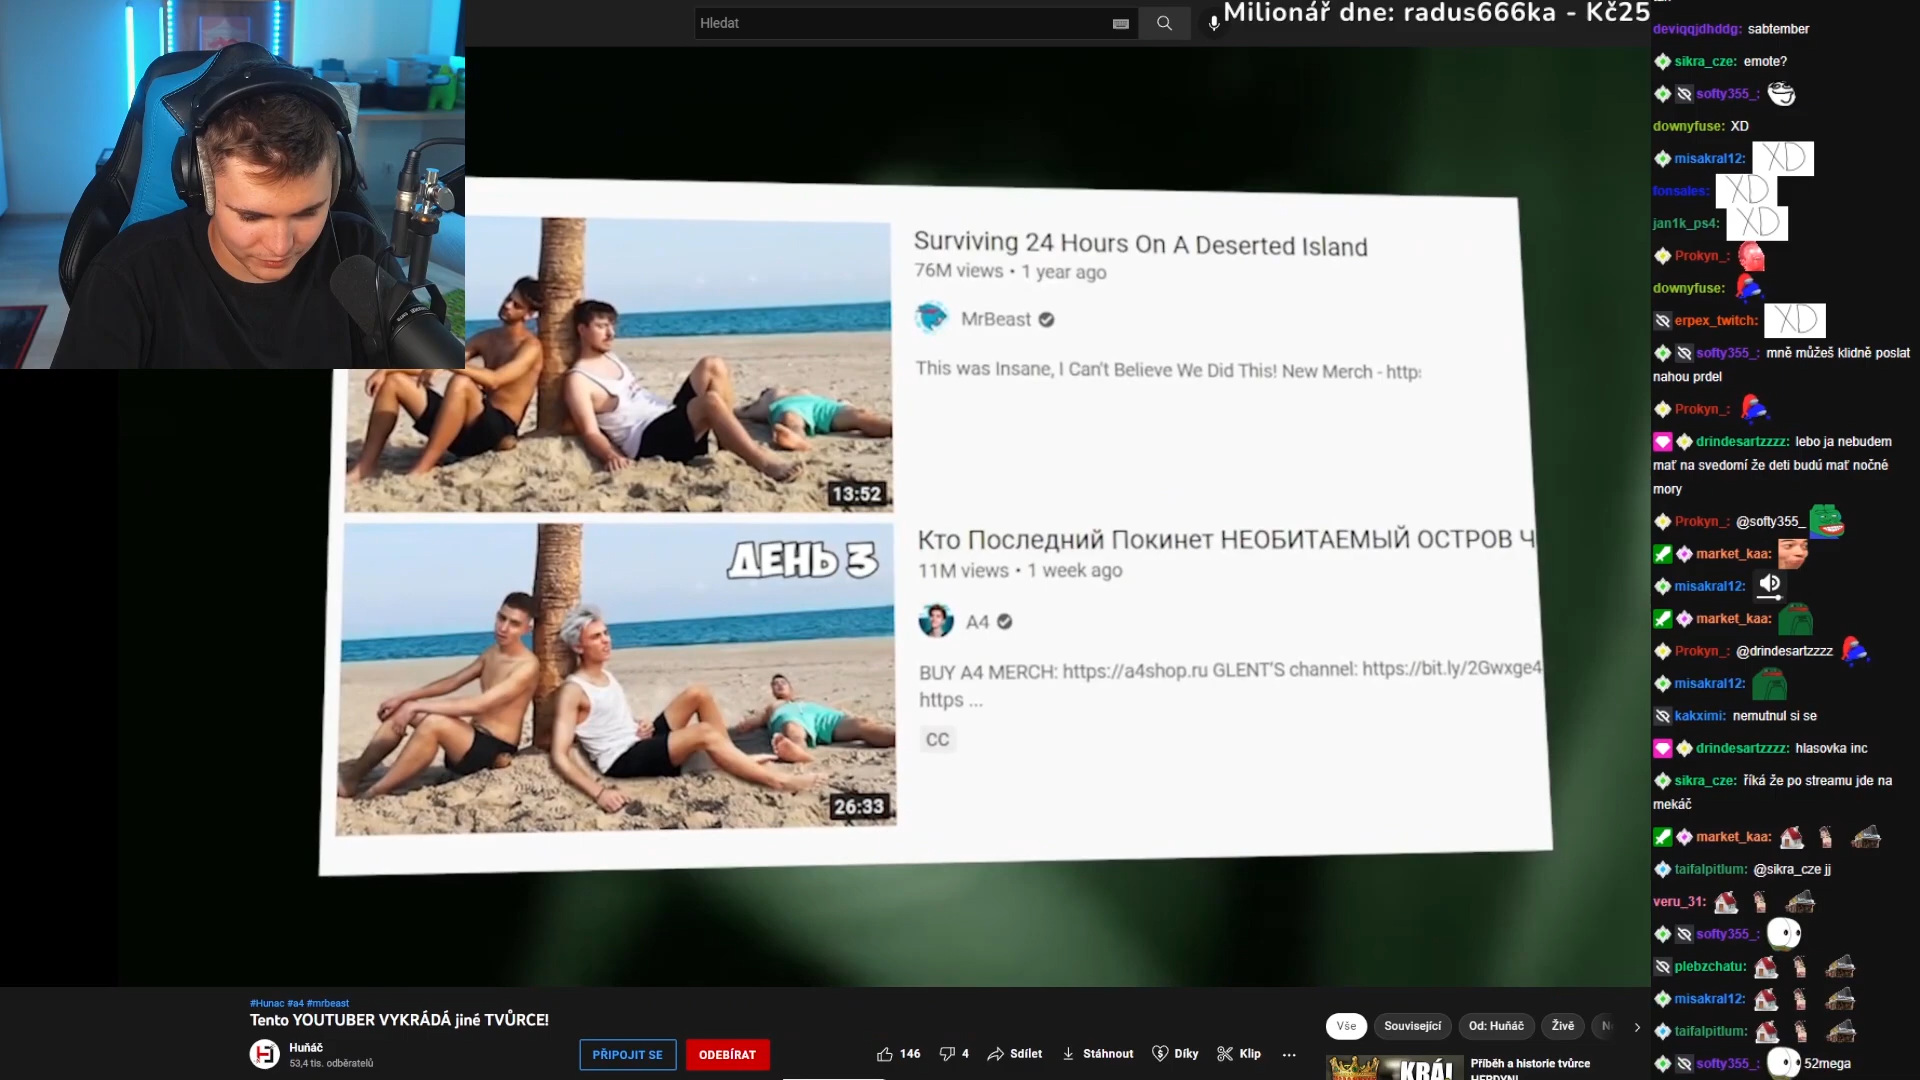 Hledat
Milionář dne: radus666ka - Kč25
Surviving 24 Hours On A Deserted Island
76M views • 1 year ago
MrBeast
This was Insane, I Can't Believe We Did This! New Merch - http:
13:52
ДЕНЬ 3
Кто Последний Покинет НЕОБИТАЕМЫЙ ОСТРОВ Ч
11M views • 1 week ago
A4
BUY A4 MERCH: https://a4shop.ru GLENT'S channel: https://bit.ly/2Gwxge4
https ...
CC
26:33
#Hunac #a4 #mrbeast
Tento YOUTUBER VYKRÁDÁ jiné TVŮRCE!
Huňáč
53,4 tis. odběratelů
PŘIPOJIT SE
ODEBÍRAT
146
4
Sdílet
Stáhnout
Díky
Klip
...
Vše
Související
Od: Huňáč
Živě
KRÁL
Příběh a historie tvůrce
HERDYN!
deviqqjdhddg: sabtember
sikra_cze: emote?
softy355_:
downyfuse: XD
misakral12: XD
fonsales: XD
jan1k_ps4: XD
Prokyn_:
downyfuse:
erpex_twitch: XD
softy355_: mně můžeš klidně poslat
nahou prdel
Prokyn_:
drindesartzzzz: lebo ja nebudem
mať na svedomí že deti budú mať nočné
mory
Prokyn_: @softy355_
market_kaa:
misakral12:
market_kaa:
Prokyn_: @drindesartzzzz
misakral12:
kakximi: nemutnul si se
drindesartzzzz: hlasovka inc
sikra_cze: říká že po streamu jde na
mekáč
market_kaa:
taifalpitlum: @sikra_cze jj
veru_31:
softy355_:
plebzchatu:
misakral12:
taifalpitlum:
softy355_: 52mega